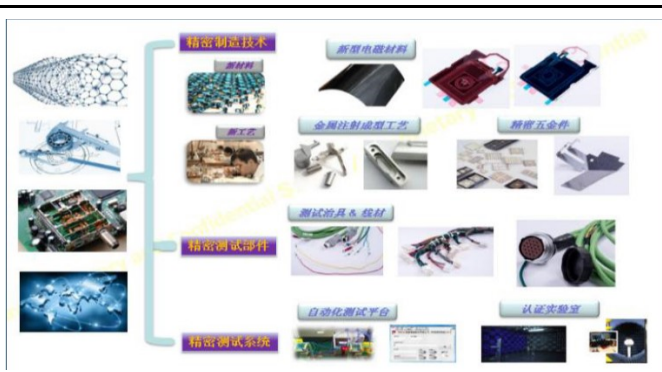 精密制造技术
新材料
新型电磁材料
新工艺
金属注射成型工艺
精密五金件
测试治具 & 线材
精密测试部件
自动化测试平台
认证实验室
精密测试系统
Confidential